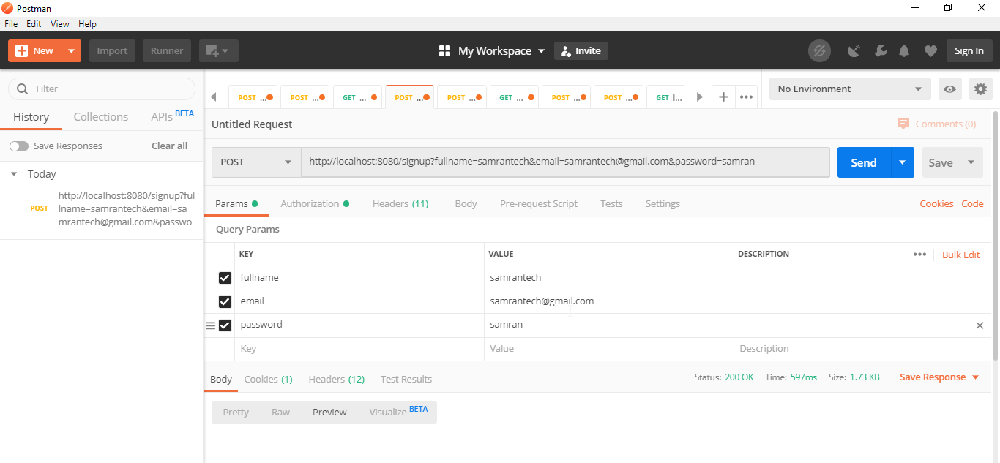 Postman
File Edit View Help
New Import Runner My Workspace Invite Sign In
Filter
History Collections APIs BETA
Save Responses Clear all
Today
POST http://localhost:8080/signup?ful
lname=samrantech&email=sa
mrantech@gmail.com&passwo
POST ... POST ... GET ... POST ... POST ... GET ... POST ... POST ... GET l... No Environment
Untitled Request Comments (0)
POST http://localhost:8080/signup?fullname=samrantech&email=samrantech@gmail.com&password=samran Send Save
Params Authorization Headers (11) Body Pre-request Script Tests Settings Cookies Code
Query Params
KEY VALUE DESCRIPTION Bulk Edit
fullname samrantech
email samrantech@gmail.com
password samran
Key Value Description
Body Cookies (1) Headers (12) Test Results Status: 200 OK Time: 597ms Size: 1.73 KB Save Response
Pretty Raw Preview Visualize BETA